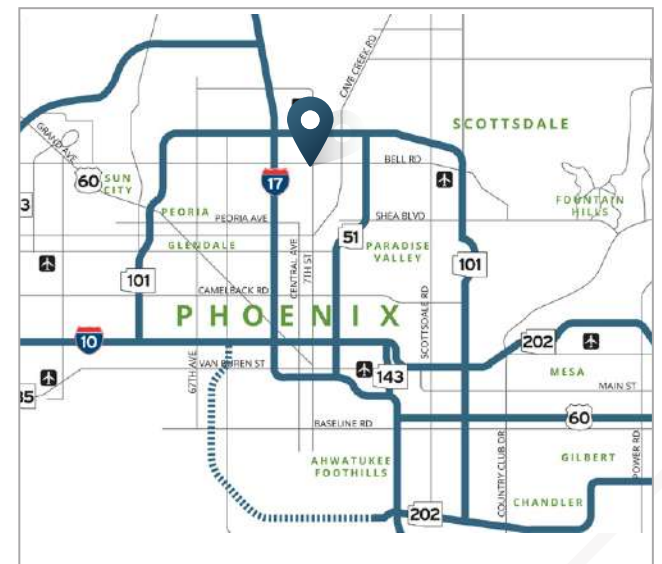 CAVE CREEK RD
SCOTTSDALE
GRAND AVE
BELL RD
60
SUN
CITY
17
FOUNTAIN
HILLS
3
PEORIA
PEORIA AVE
SHEA BLVD
51
GLENDALE
CENTRAL AVE
7TH ST
PARADISE
VALLEY
101
101
CAMELBACK RD
SCOTTSDALE RD
PHOENIX
10
202
67TH AVE
VAN BUREN ST
143
MESA
MAIN ST
85
60
BASELINE RD
AHWATUKEE
FOOTHILLS
COUNTRY CLUB DR
GILBERT
POWER RD
CHANDLER
202